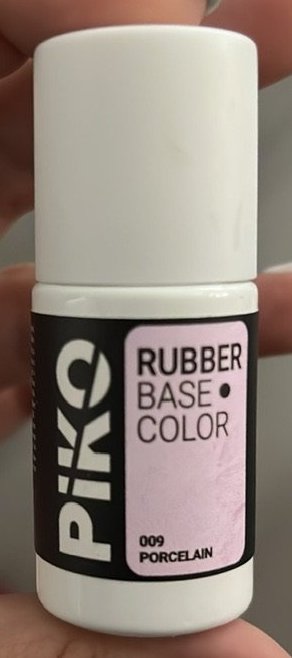 PiKO
RUBBER
BASE •
COLOR
009
PORCELAIN